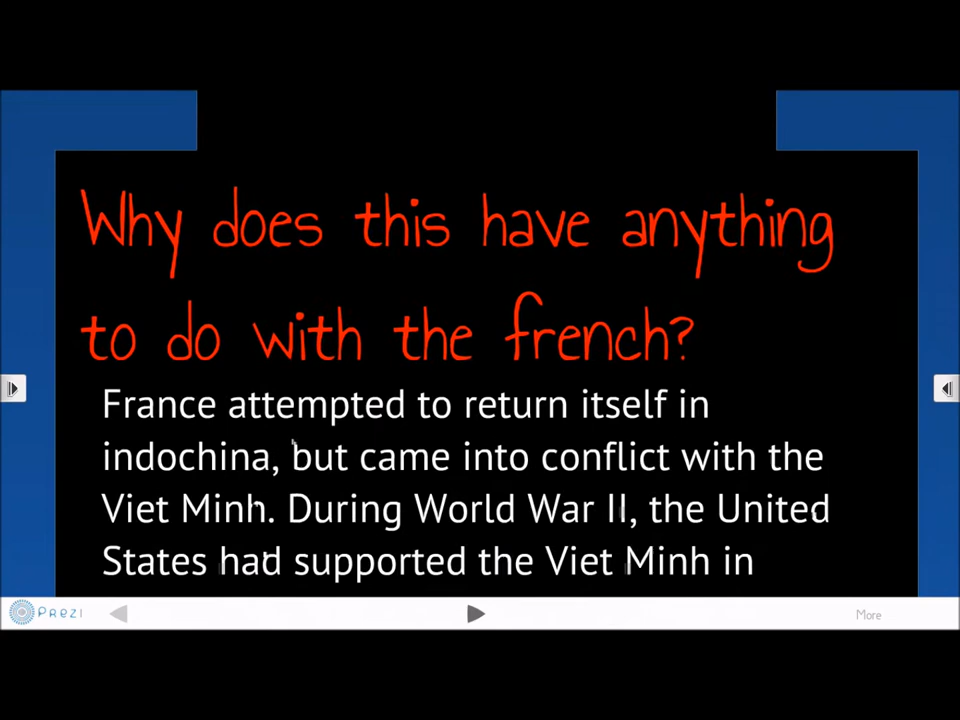 Why does this have anything
to do with the french?
France attempted to return itself in
indochina, but came into conflict with the
Viet Minh. During World War II, the United
States had supported the Viet Minh in
Prezi
More